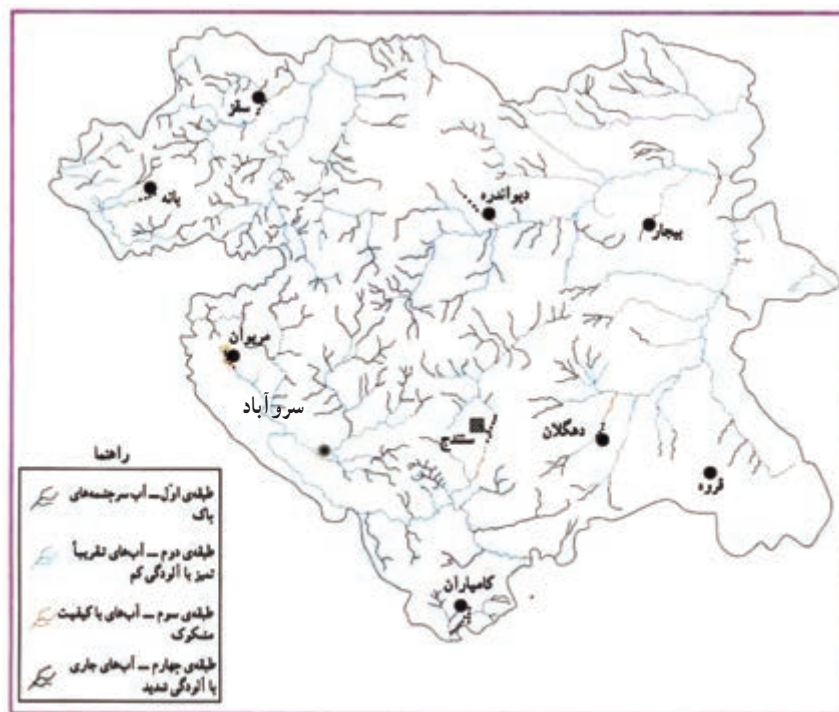 سقز
بانه
دیواندره
بیجار
مریوان
سروآباد
سنندج
دهگلان
قروه
کامیاران
راهنما
طبقه‌ی اوّل ــ آب سرچشمه‌های
پاک
طبقه‌ی دوم ــ آب‌های تقریباً
تمیز با آلودگی کم
طبقه‌ی سوم ــ آب‌های با کیفیت
مشکوک
طبقه‌ی چهارم ــ آب‌های جاری
با آلودگی شدید